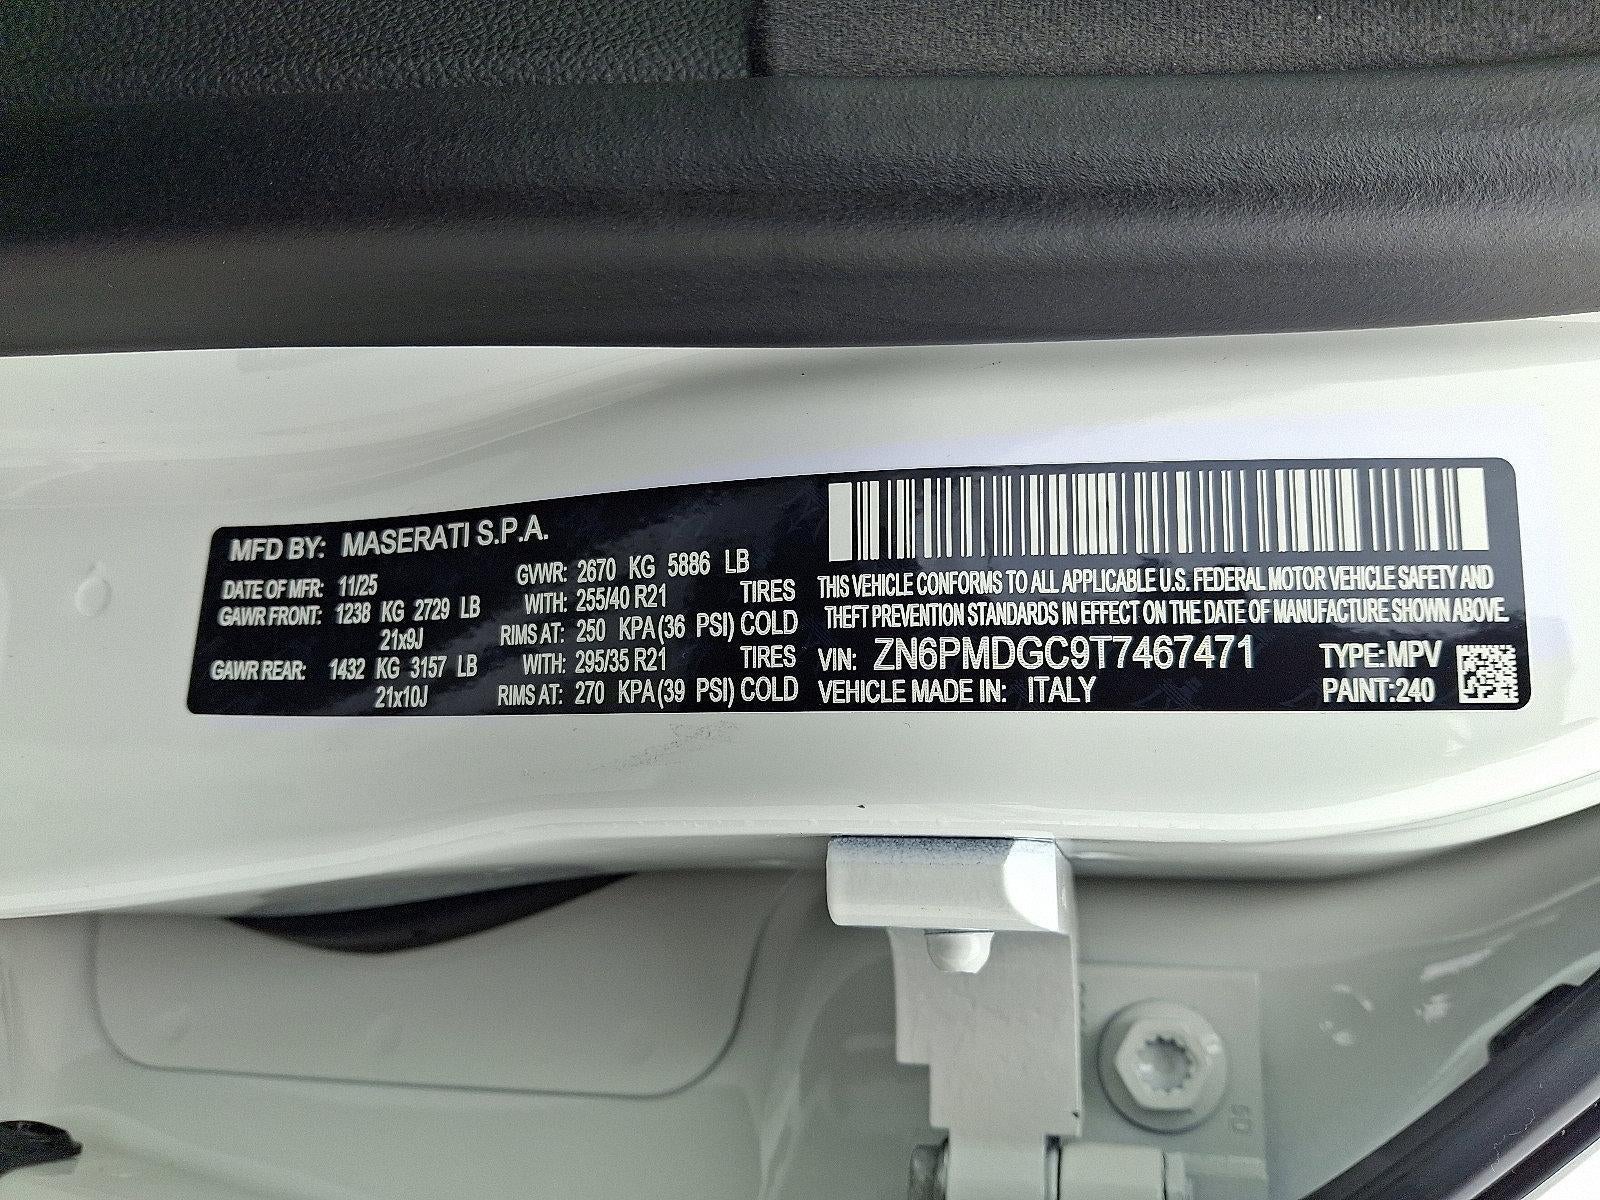 MFD BY: MASERATI S.P.A.
DATE OF MFR: 11/25 GVWR: 2670 KG 5886 LB
GAWR FRONT: 1238 KG 2729 LB WITH: 255/40 R21 TIRES
21x9J RIMS AT: 250 KPA (36 PSI) COLD
GAWR REAR: 1432 KG 3157 LB WITH: 295/35 R21 TIRES
21x10J RIMS AT: 270 KPA (39 PSI) COLD
THIS VEHICLE CONFORMS TO ALL APPLICABLE U.S. FEDERAL MOTOR VEHICLE SAFETY AND
THEFT PREVENTION STANDARDS IN EFFECT ON THE DATE OF MANUFACTURE SHOWN ABOVE.
VIN: ZN6PMDGC9T7467471 TYPE: MPV
VEHICLE MADE IN: ITALY PAINT: 240